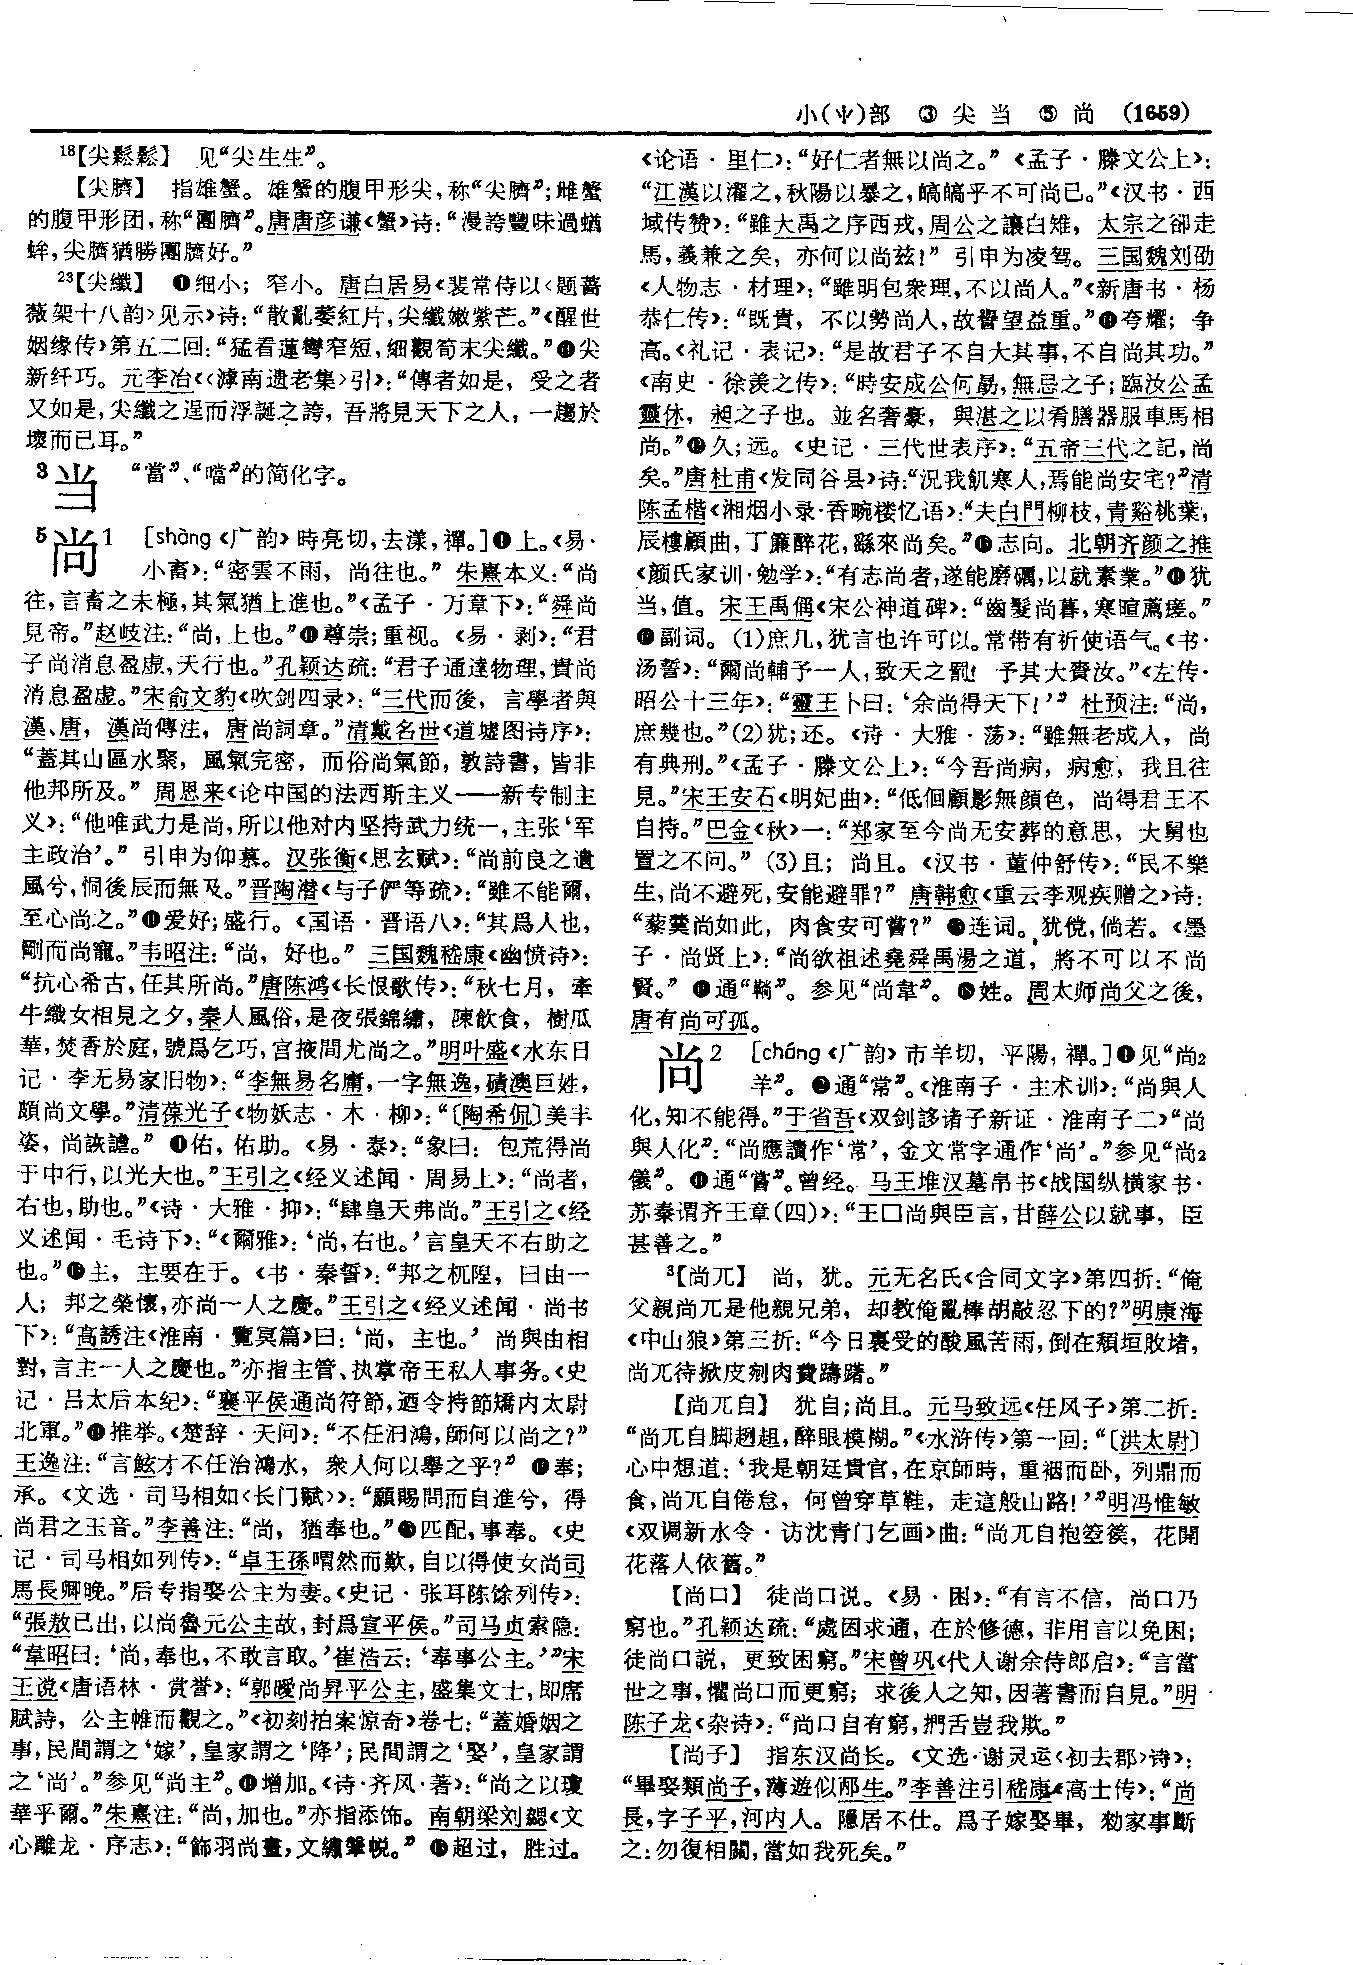 小(⺌)部 ③尖 当 ⑤尚 (1659)
18【尖鬆鬆】 见“尖生生”。
【尖臍】 指雄蟹。雄蟹的腹甲形尖,称“尖臍”;雌蟹
的腹甲形团,称“團臍”。唐唐彦谦<蟹>诗:“漫誇豐味過蝤
蛑,尖臍猶勝團臍好。”
23【尖纖】 ❶细小;窄小。唐白居易<裴常侍以<题蔷
薇架十八韵>见示>诗:“散亂萎紅片,尖纖嫩紫芒。”<醒世
姻缘传>第五二回:“猛看蓮彎窄短,細觀筍末尖纖。”❷尖
新纤巧。元李冶<<滹南遗老集>引>:“傳者如是,受之者
又如是,尖纖之逞而浮誕之誇,吾將見天下之人,一趨於
壞而已耳。”
3当 “當”、“噹”的简化字。
5尚1 [shàng <广韵>時亮切,去漾,禪。]❶上。<易·
小畜>:“密雲不雨,尚往也。”朱熹本义:“尚
往,言畜之未極,其氣猶上進也。”<孟子·万章下>:“舜尚
見帝。”赵岐注:“尚,上也。”❷尊崇;重视。<易·剥>:“君
子尚消息盈虚,天行也。”孔颖达疏:“君子通達物理,貴尚
消息盈虚。”宋俞文豹<吹剑四录>:“三代而後,言學者與
漢、唐,漢尚傳注,唐尚詞章。”清戴名世<道墟图诗序>:
“蓋其山區水聚,風氣完密,而俗尚氣節,敦詩書,皆非
他邦所及。”周恩来<论中国的法西斯主义——新专制主
义>:“他唯武力是尚,所以他对内坚持武力统一,主张‘军
主政治’。”引申为仰慕。汉张衡<思玄赋>:“尚前良之遺
風兮,恫後辰而無及。”晋陶潜<与子俨等疏>:“雖不能爾,
至心尚之。”❸爱好;盛行。<国语·晋语八>:“其爲人也,
剛而尚寵。”韦昭注:“尚,好也。”三国魏嵇康<幽愤诗>:
“抗心希古,任其所尚。”唐陈鸿<长恨歌传>:“秋七月,牽
牛織女相見之夕,秦人風俗,是夜張錦繡,陳飲食,樹瓜
華,焚香於庭,號爲乞巧,宫掖間尤尚之。”明叶盛<水东日
记·李无易家旧物>:“李無易名庸,一字無逸,磧澳巨姓,
頗尚文學。”清葆光子<物妖志·木·柳>:“〔陶希侃〕美丰
姿,尚詼謔。”❹佑,佑助。<易·泰>:“象曰:包荒得尚
于中行,以光大也。”王引之<经义述闻·周易上>:“尚者,
右也,助也。”<诗·大雅·抑>:“肆皇天弗尚。”王引之<经
义述闻·毛诗下>:“<爾雅>:‘尚,右也。’言皇天不右助之
也。”❺主,主要在于。<书·秦誓>:“邦之杌隉,曰由一
人;邦之榮懷,亦尚一人之慶。”王引之<经义述闻·尚书
下>:“高誘注<淮南·覽冥篇>曰:‘尚,主也。’尚與由相
對,言主一人之慶也。”亦指主管、执掌帝王私人事务。<史
记·吕太后本纪>:“襄平侯通尚符節,迺令持節矯内太尉
北軍。”❻推举。<楚辞·天问>:“不任汩鴻,師何以尚之?”
王逸注:“言鮌才不任治鴻水,衆人何以舉之乎?”❼奉;
承。<文选·司马相如<长门赋>>:“願賜問而自進兮,得
尚君之玉音。”李善注:“尚,猶奉也。”❽匹配,事奉。<史
记·司马相如列传>:“卓王孫喟然而歎,自以得使女尚司
馬長卿晚。”后专指娶公主为妻。<史记·张耳陈馀列传>:
“張敖已出,以尚魯元公主故,封爲宣平侯。”司马贞索隐:
“韋昭曰:‘尚,奉也,不敢言取。’崔浩云:‘奉事公主。’”宋
王谠<唐语林·赏誉>:“郭曖尚昇平公主,盛集文士,即席
賦詩,公主帷而觀之。”<初刻拍案惊奇>卷七:“蓋婚姻之
事,民間謂之‘嫁’,皇家謂之‘降’;民間謂之‘娶’,皇家謂
之‘尚’。”参见“尚主”。❾增加。<诗·齐风·著>:“尚之以瓊
華乎爾。”朱熹注:“尚,加也。”亦指添饰。南朝梁刘勰<文
心雕龙·序志>:“飾羽尚畫,文繡鞶帨。”❿超过,胜过。
<论语·里仁>:“好仁者無以尚之。”<孟子·滕文公上>:
“江漢以濯之,秋陽以暴之,皜皜乎不可尚已。”<汉书·西
域传赞>:“雖大禹之序西戎,周公之讓白雉,太宗之卻走
馬,義兼之矣,亦何以尚兹!”引申为凌驾。三国魏刘劭
<人物志·材理>:“雖明包衆理,不以尚人。”<新唐书·杨
恭仁传>:“既貴,不以勢尚人,故譽望益重。”⓫夸耀;争
高。<礼记·表记>:“是故君子不自大其事,不自尚其功。”
<南史·徐羡之传>:“時安成公何勗,無忌之子;臨汝公孟
靈休,昶之子也。並名奢豪,與湛之以肴膳器服車馬相
尚。”⓬久;远。<史记·三代世表序>:“五帝三代之記,尚
矣。”唐杜甫<发同谷县>诗:“況我飢寒人,焉能尚安宅?”清
陈孟楷<湘烟小录·香畹楼忆语>:“夫白門柳枝,青谿桃葉,
辰樓顧曲,丁簾醉花,繇來尚矣。”⓭志向。北朝齐颜之推
<颜氏家训·勉学>:“有志尚者,遂能磨礪,以就素業。”⓮犹
当,值。宋王禹偁<宋公神道碑>:“齒髮尚暮,寒暄薦瘥。”
⓯副词。(1)庶几,犹言也许可以。常带有祈使语气。<书·
汤誓>:“爾尚輔予一人,致天之罰!予其大賚汝。”<左传·
昭公十三年>:“靈王卜曰:‘余尚得天下!’”杜预注:“尚,
庶幾也。”(2)犹;还。<诗·大雅·荡>:“雖無老成人,尚
有典刑。”<孟子·滕文公上>:“今吾尚病,病愈,我且往
見。”宋王安石<明妃曲>:“低徊顧影無顔色,尚得君王不
自持。”巴金<秋>一:“郑家至今尚无安葬的意思,大舅也
置之不问。”(3)且;尚且。<汉书·董仲舒传>:“民不樂
生,尚不避死,安能避罪?”唐韩愈<重云李观疾赠之>诗:
“藜羹尚如此,肉食安可嘗?”⓰连词。犹傥,倘若。<墨
子·尚贤上>:“尚欲祖述堯舜禹湯之道,將不可以不尚
賢。”⓱通“鞝”。参见“尚鞾”。⓲姓。周太师尚父之後,
唐有尚可孤。
尚2 [cháng <广韵>市羊切,平陽,禪。]❶见“尚2
羊”。❷通“常”。<淮南子·主术训>:“尚與人
化,知不能得。”于省吾<双剑誃诸子新证·淮南子二>“尚
與人化”:“尚應讀作‘常’,金文常字通作‘尚’。”参见“尚2
儀”。❸通“嘗”。曾经。马王堆汉墓帛书<战国纵横家书·
苏秦谓齐王章(四)>:“王口尚與臣言,甘薛公以就事,臣
甚善之。”
3【尚兀】 尚,犹。元无名氏<合同文字>第四折:“俺
父親尚兀是他親兄弟,却教俺亂棒胡敲忍下的?”明康海
<中山狼>第三折:“今日裏受的酸風苦雨,倒在頹垣敗堵,
尚兀待掀皮剜肉費躊躇。”
【尚兀自】 犹自;尚且。元马致远<任风子>第二折:
“尚兀自脚趔趄,醉眼模糊。”<水浒传>第一回:“〔洪太尉〕
心中想道:‘我是朝廷貴官,在京師時,重裀而卧,列鼎而
食,尚兀自倦怠,何曾穿草鞋,走這般山路!’”明冯惟敏
<双调新水令·访沈青门乞画>曲:“尚兀自抱箜篌,花開
花落人依舊。”
【尚口】 徒尚口说。<易·困>:“有言不信,尚口乃
窮也。”孔颖达疏:“處困求通,在於修德,非用言以免困;
徒尚口説,更致困窮。”宋曾巩<代人谢余侍郎启>:“言當
世之事,懼尚口而更窮;求後人之知,因著書而自見。”明
陈子龙<杂诗>:“尚口自有窮,捫舌豈我欺。”
【尚子】 指东汉尚长。<文选·谢灵运<初去郡>诗>:
“畢娶類尚子,薄遊似邴生。”李善注引嵇康<高士传>:“尚
長,字子平,河内人。隱居不仕。爲子嫁娶畢,勑家事斷
之:勿復相關,當如我死矣。”